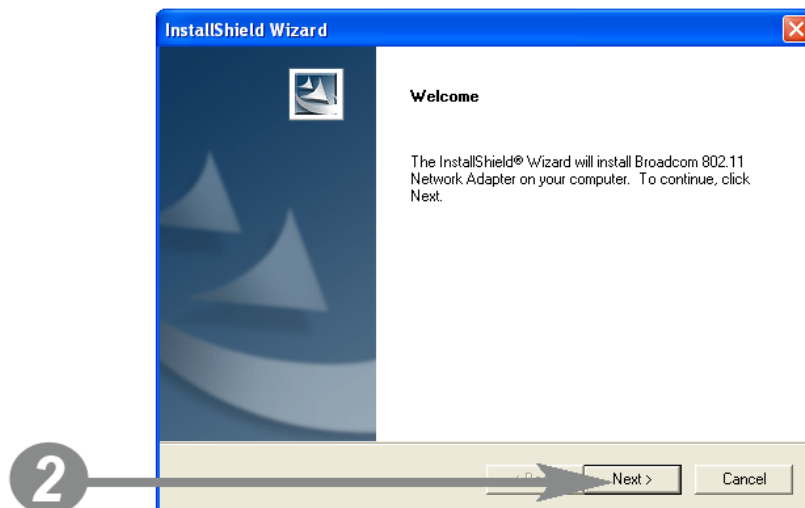 InstallShield Wizard
Welcome
The InstallShield® Wizard will install Broadcom 802.11
Network Adapter on your computer. To continue, click
Next.
2
Next >
Cancel